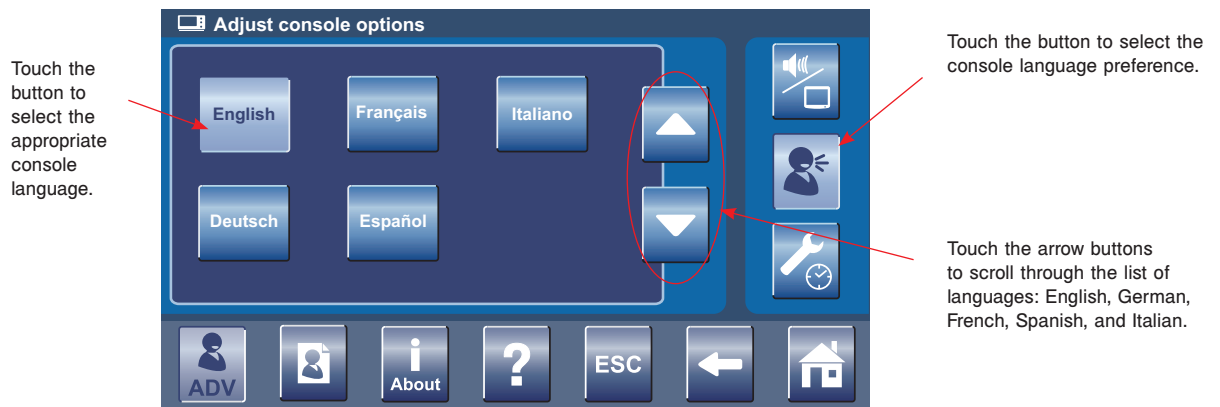 Adjust console options
Touch the
button to
select the
appropriate
console
language.
English
Français
Italiano
Deutsch
Español
Touch the button to select the
console language preference.
Touch the arrow buttons
to scroll through the list of
languages: English, German,
French, Spanish, and Italian.
ADV
i
About
?
ESC